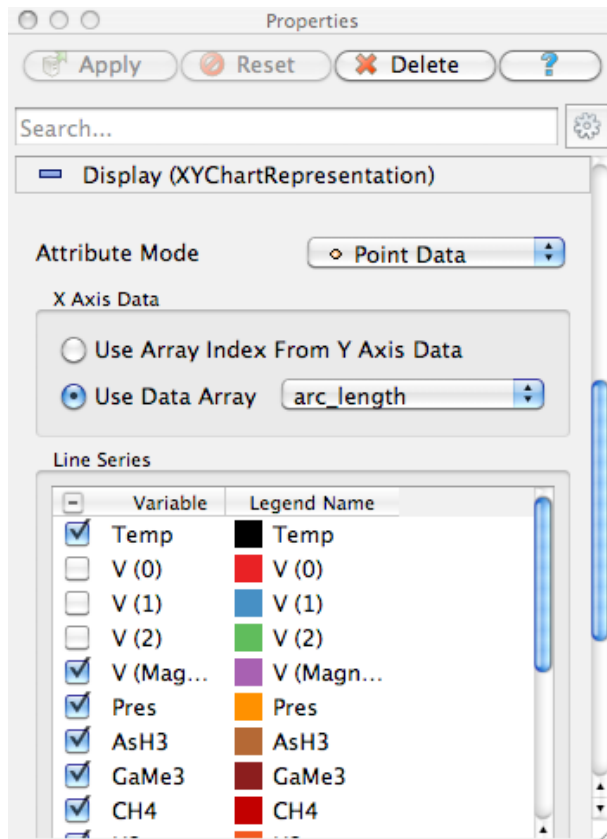 Properties
Apply Reset Delete ?
Search...
Display (XYChartRepresentation)
Attribute Mode Point Data
X Axis Data
Use Array Index From Y Axis Data
Use Data Array arc_length
Line Series
Variable Legend Name
Temp Temp
V (0) V (0)
V (1) V (1)
V (2) V (2)
V (Mag... V (Magn...
Pres Pres
AsH3 AsH3
GaMe3 GaMe3
CH4 CH4